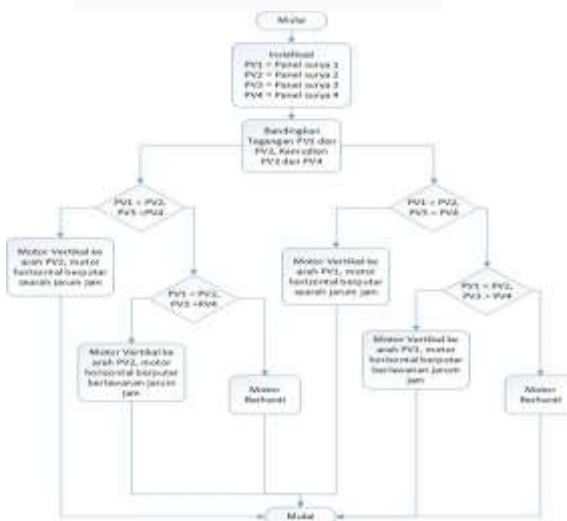 Mulai
Inisialisasi
PV1 = Panel surya 1
PV2 = Panel surya 2
PV3 = Panel surya 3
PV4 = Panel surya 4
Bandingkan
Tegangan PV1 dan
PV2, Kemudian
PV3 dan PV4
PV1 < PV2,
PV3
PV4
PV1
PV2,
PV3
PV4
Motor Vertikal ke
arah PV2, motor
horizontal berputar
searah jarum jam
Motor Vertikal ke
arah PV1, motor
horizontal berputar
searah jarum jam
PV1
PV2,
PV3
PV4
PV1
PV2,
PV3 > PV4
Motor Vertikal ke
arah PV2, motor
horizontal berputar
berlawanan jarum
jam
Motor
Berhenti
Motor Vertikal ke
arah PV1, motor
horizontal berputar
berlawanan jarum
jam
Motor
Berhenti
Mulai